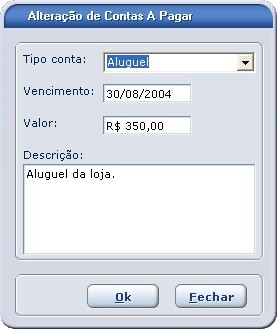 Alteração de Contas A Pagar
Tipo conta: Aluguel
Vencimento: 30/08/2004
Valor: R$ 350,00
Descrição:
Aluguel da loja.
Ok Fechar